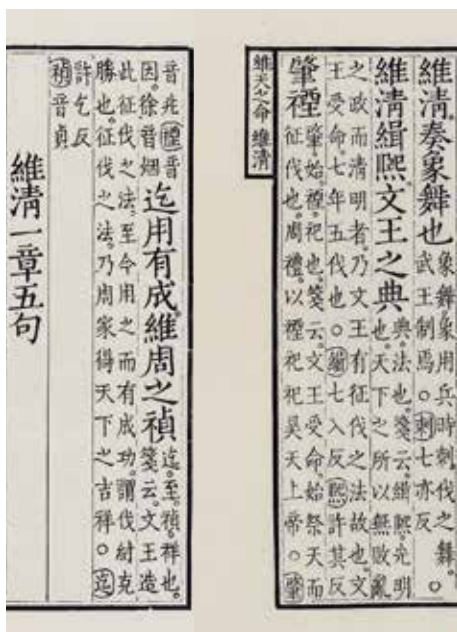 維清奏象舞也象舞象用兵時刺伐之舞○武王制焉○刺七亦反
維清緝熙文王之典典法也箋云緝熙光明也天下之所以無敗亂
之政而清明者乃文王有征伐之法故也文
王受命七年五伐也○緝七入反熙許其反
肇禋肇始禋祀也箋云文王受命始祭天而征伐也周禮以禋祀祀昊天上帝○肇
維天之命 維清
音兆禋音因徐音烟迄用有成維周之禎迄至禎祥也箋云文王造
此征伐之法至今用之而有成功謂伐紂克
勝也征伐之法乃周家得天下之吉祥○迄
許乞反
禎音貞
維清一章五句